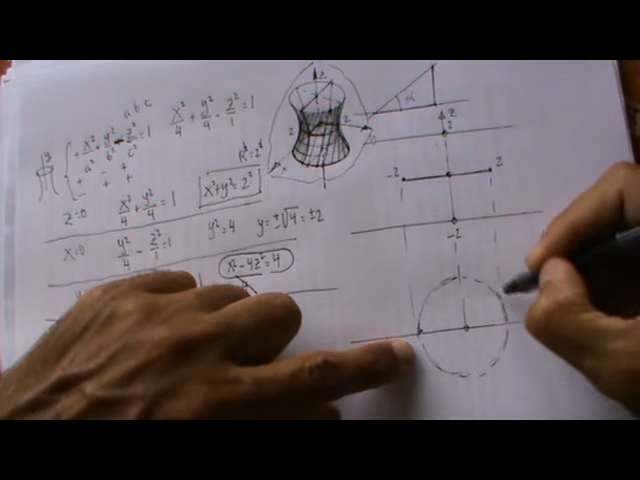 a b c
+x²/a² + y²/b² - z²/c² = 1
+ - +
- + +
x²/4 + y²/4 - z²/1 = 1
z=0 x²/4 + y²/4 = 1
R²=2²
x²+y²=2²
x=0 y²/4 - z²/1 = 1 y²=4 y=±√4=±2
x²-4z²=4
z
2
2
x
α
z
2
-2 2
-2